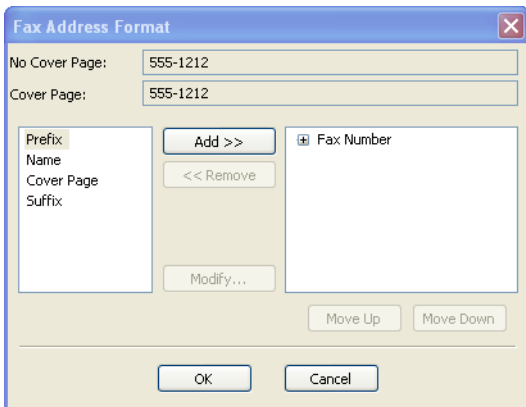 Fax Address Format
No Cover Page: 555-1212
Cover Page: 555-1212
Prefix
Name
Cover Page
Suffix
Add >>
<< Remove
Modify...
Fax Number
Move Up Move Down
OK Cancel